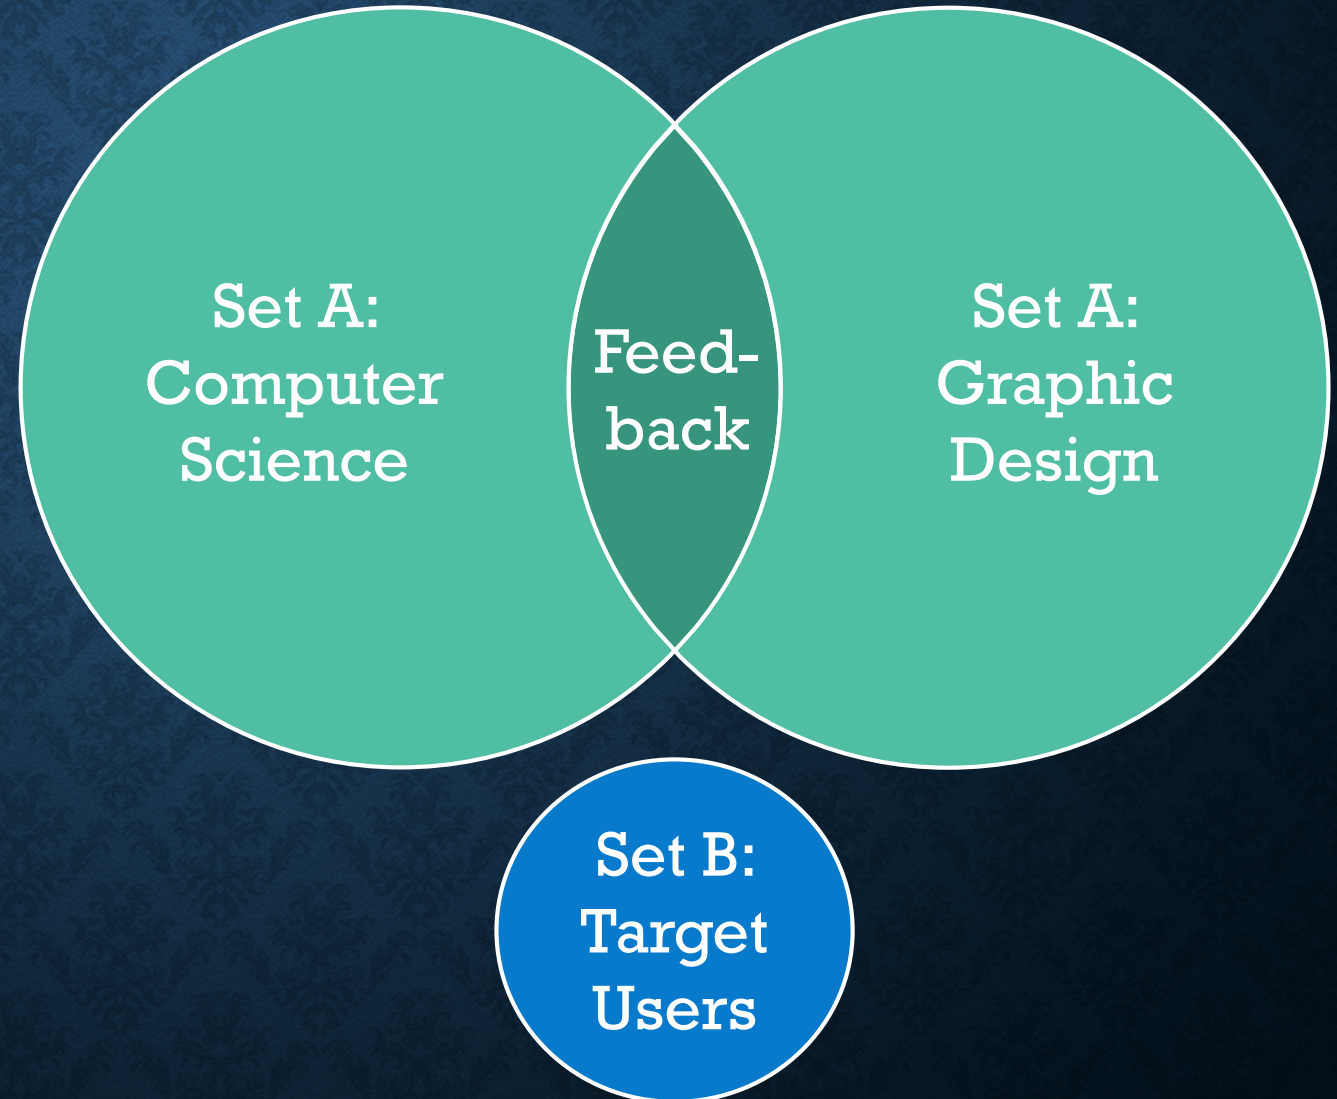 Set A:
Computer
Science
Feed-
back
Set A:
Graphic
Design
Set B:
Target
Users